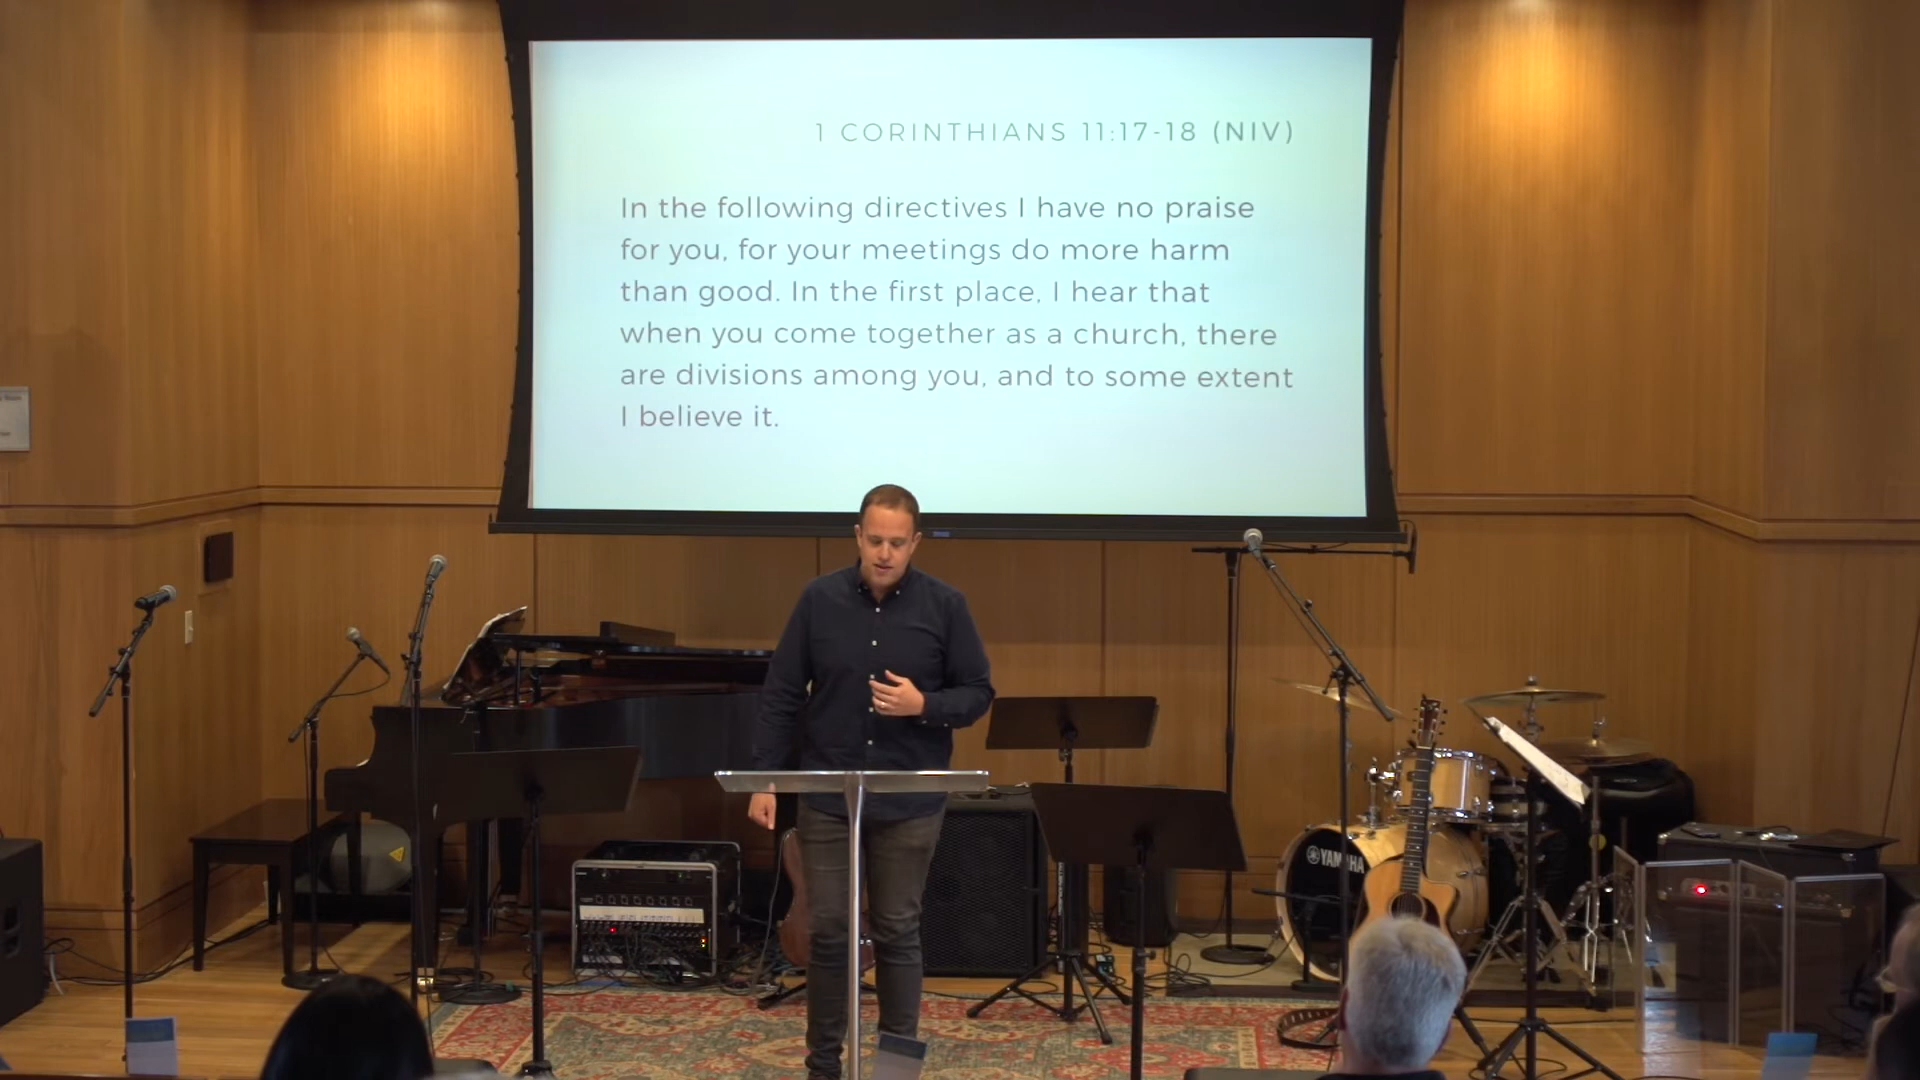 1 CORINTHIANS 11:17-18 (NIV)
In the following directives I have no praise
for you, for your meetings do more harm
than good. In the first place, I hear that
when you come together as a church, there
are divisions among you, and to some extent
I believe it.
YAMAHA